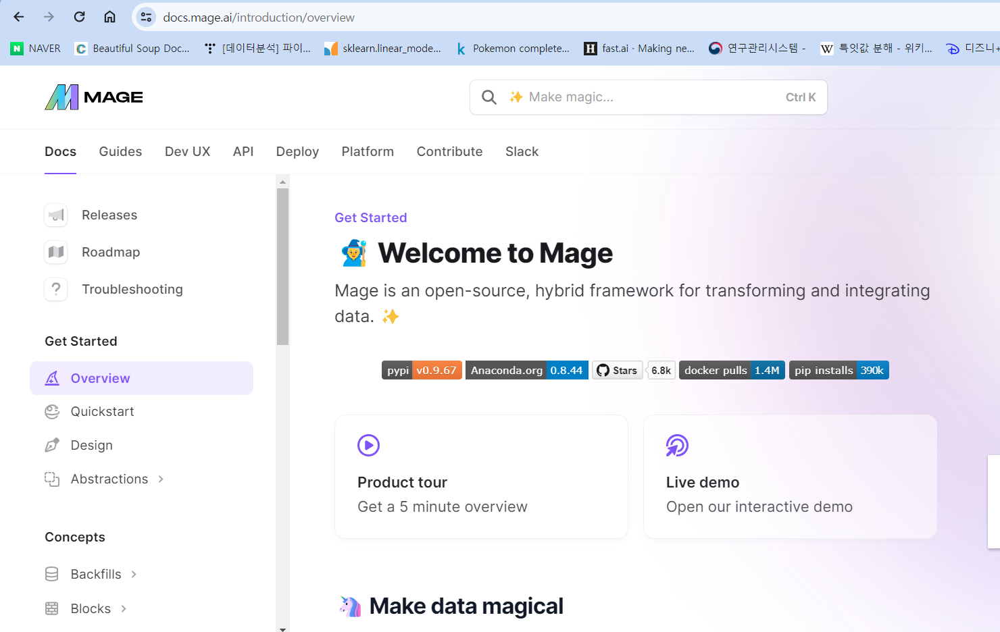 docs.mage.ai/introduction/overview
NAVER
Beautiful Soup Doc...
[데이터분석] 파이...
sklearn.linear_mode...
Pokemon complete...
fast.ai · Making ne...
연구관리시스템 -
특잇값 분해 - 위키...
디즈니+
MAGE
✨ Make magic...
Ctrl K
Docs
Guides
Dev UX
API
Deploy
Platform
Contribute
Slack
Releases
Roadmap
Troubleshooting
Get Started
Overview
Quickstart
Design
Abstractions
Concepts
Backfills
Blocks
Get Started
🧙 Welcome to Mage
Mage is an open-source, hybrid framework for transforming and integrating
data. ✨
pypi v0.9.67
Anaconda.org 0.8.44
Stars 6.8k
docker pulls 1.4M
pip installs 390k
Product tour
Get a 5 minute overview
Live demo
Open our interactive demo
🦄 Make data magical